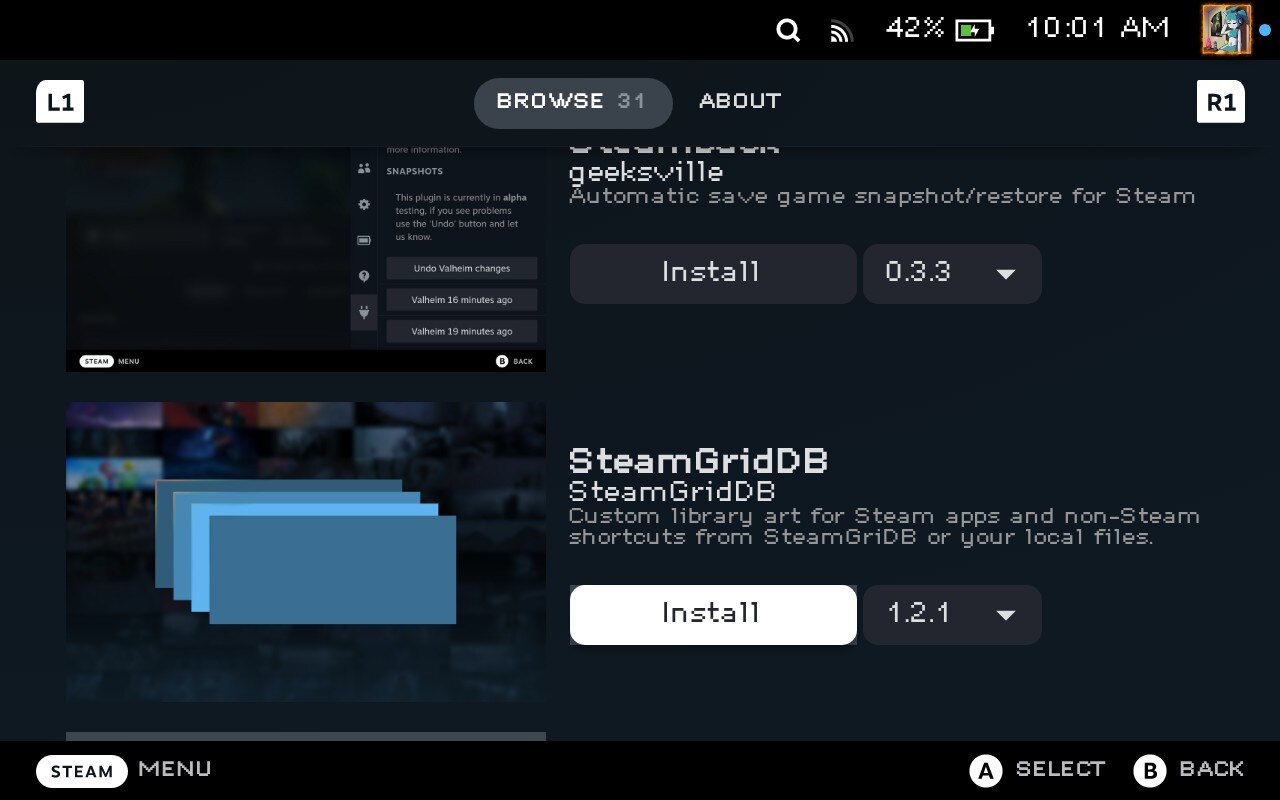 42% 10:01 AM
L1 BROWSE 31 ABOUT R1
more information.
SNAPSHOTS
This plugin is currently in alpha
testing, if you see problems
use the 'Undo' button and let
us know.
Undo Valheim changes
Valheim 16 minutes ago
Valheim 19 minutes ago
STEAM MENU B BACK
geeksville
Automatic save game snapshot/restore for Steam
Install 0.3.3
SteamGridDB
SteamGridDB
Custom library art for Steam apps and non-Steam
shortcuts from SteamGriDB or your local files.
Install 1.2.1
STEAM MENU A SELECT B BACK